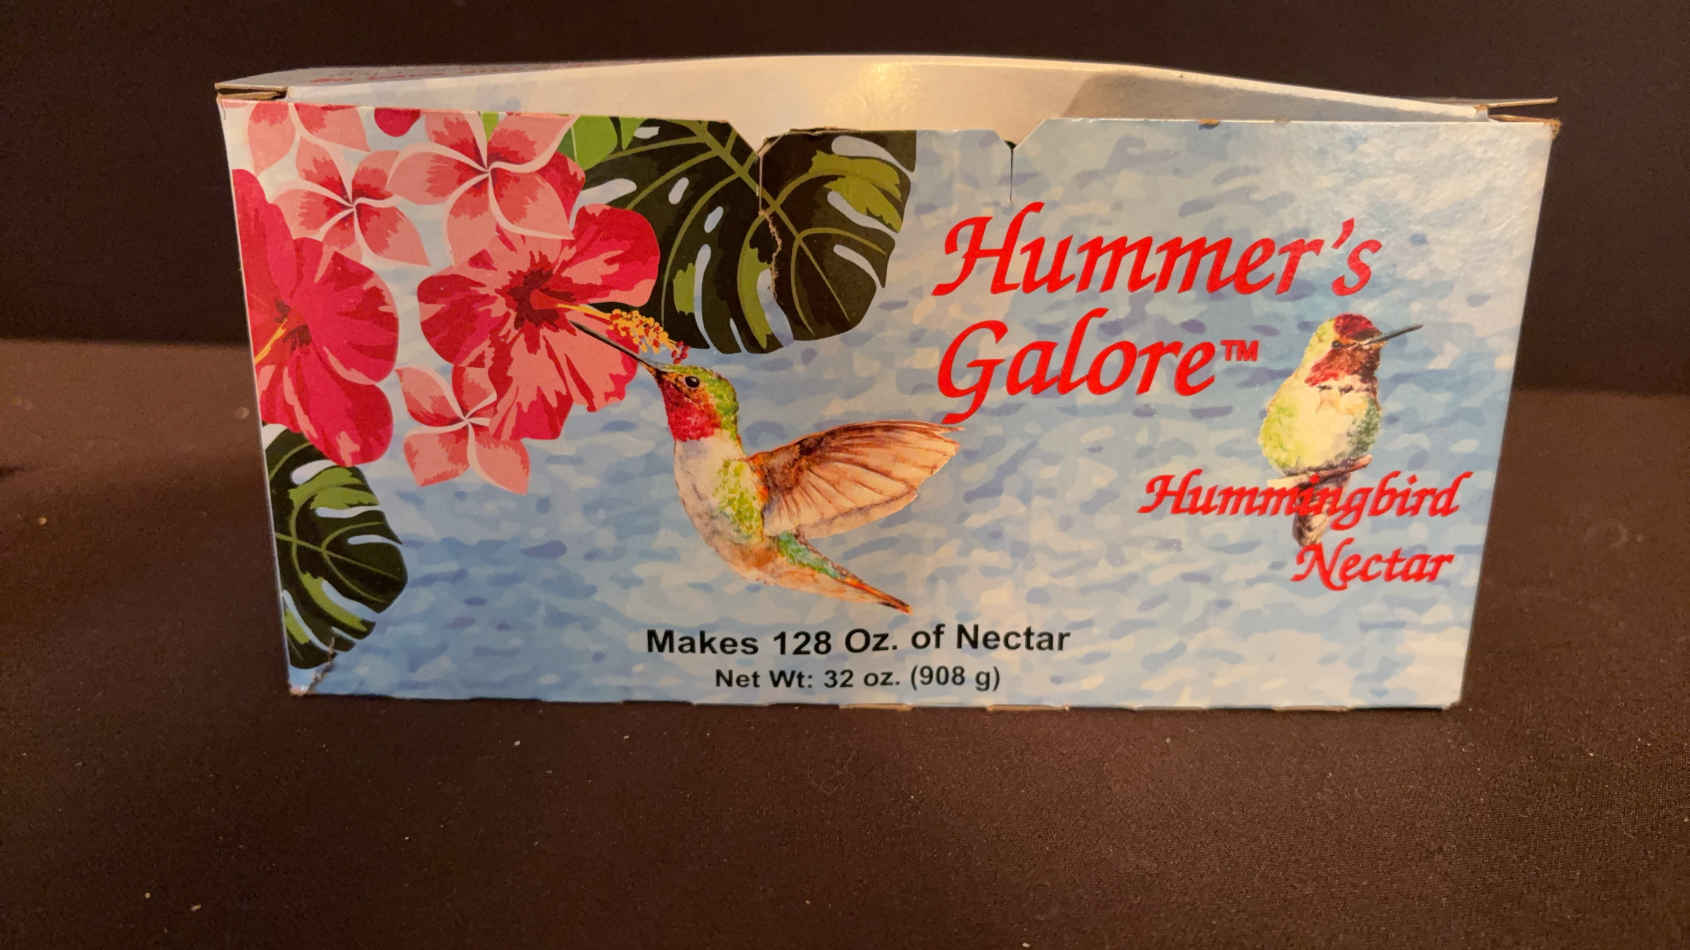 Hummer's
Galore™
Hummingbird
Nectar
Makes 128 Oz. of Nectar
Net Wt: 32 oz. (908 g)